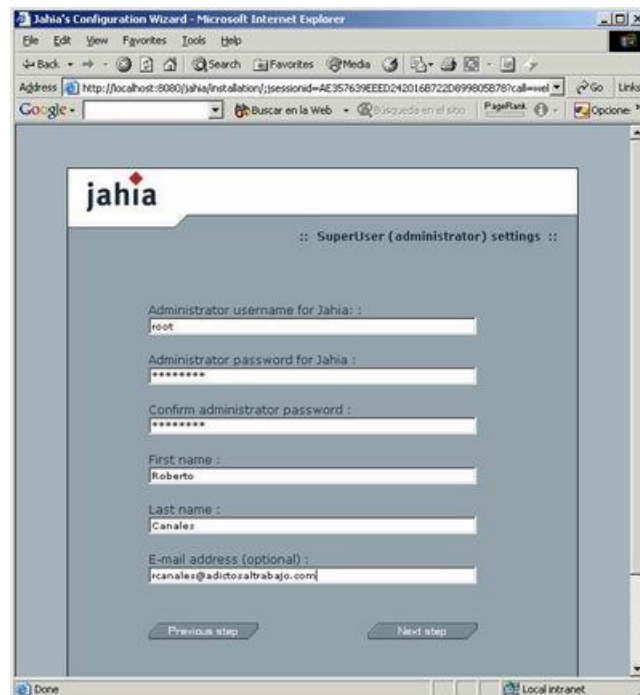 Jahia's Configuration Wizard - Microsoft Internet Explorer
File Edit View Favorites Tools Help
Back Search Favorites Media
Address http://localhost:8080/jahia/installation/;jsessionid=AE357639EEED242016B722D899805B78?call=wel Go Links
Google Buscar en la Web Búsqueda en el sitio PageRank Opciones
jahia
:: SuperUser (administrator) settings ::
Administrator username for Jahia: :
root
Administrator password for Jahia :
********
Confirm administrator password :
********
First name :
Roberto
Last name :
Canales
E-mail address (optional) :
rcanales@adictosaltrabajo.com
Previous step Next step
Done Local intranet